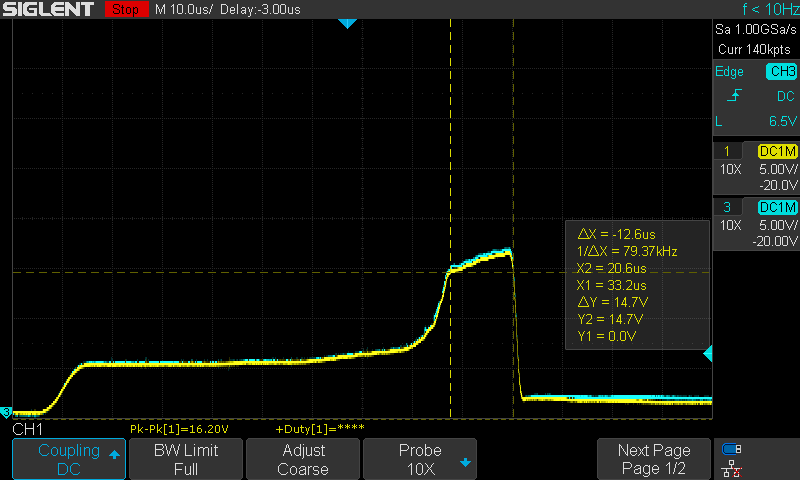 SIGLENT Stop M 10.0us/ Delay:-3.00us f < 10Hz
Sa 1.00GSa/s
Curr 140kpts
Edge CH3
DC
L 6.5V
1 DC1M
10X 5.00V/
-20.0V
3 DC1M
10X 5.00V/
-20.00V
ΔX = -12.6us
1/ΔX = 79.37kHz
X2 = 20.6us
X1 = 33.2us
ΔY = 14.7V
Y2 = 14.7V
Y1 = 0.0V
3
CH1 Pk-Pk[1]=16.20V +Duty[1]=****
Coupling
DC
BW Limit
Full
Adjust
Coarse
Probe
10X
Next Page
Page 1/2